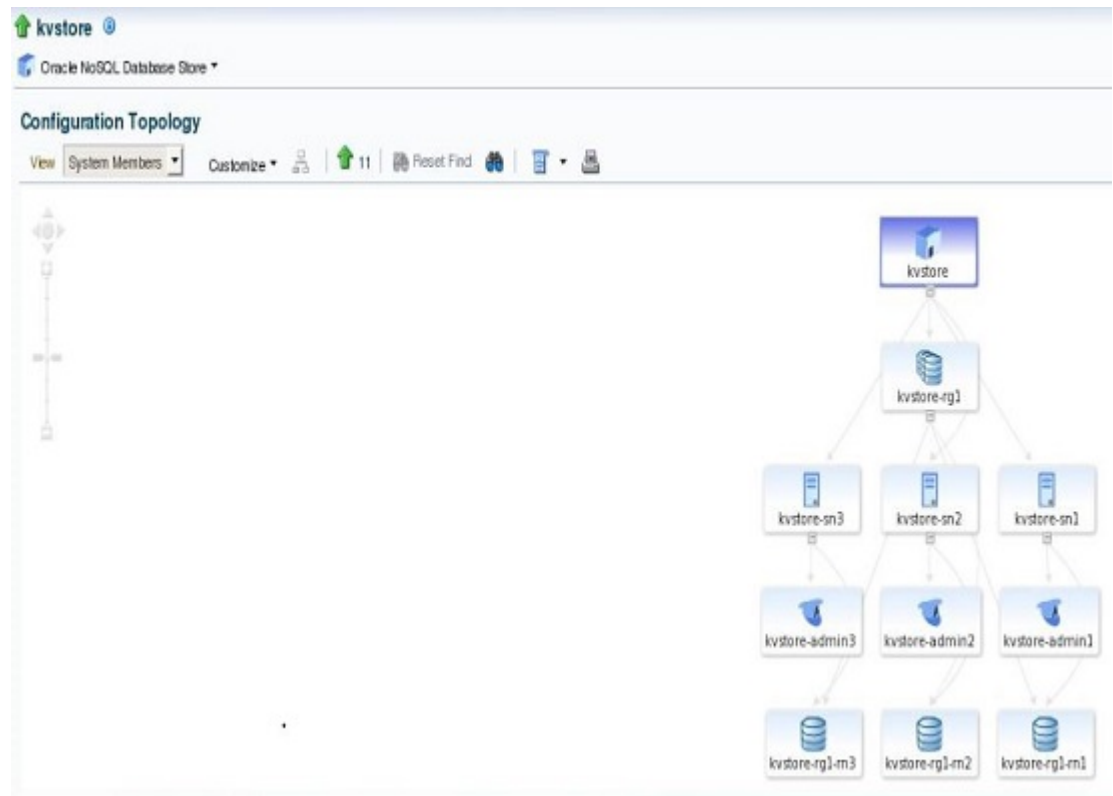 kvstore
Oracle NoSQL Database Store
Configuration Topology
View System Members Customize 11 Reset Find
kvstore
kvstore-rg1
kvstore-sn3 kvstore-sn2 kvstore-sn1
kvstore-admin3 kvstore-admin2 kvstore-admin1
kvstore-rg1-rn3 kvstore-rg1-rn2 kvstore-rg1-rn1